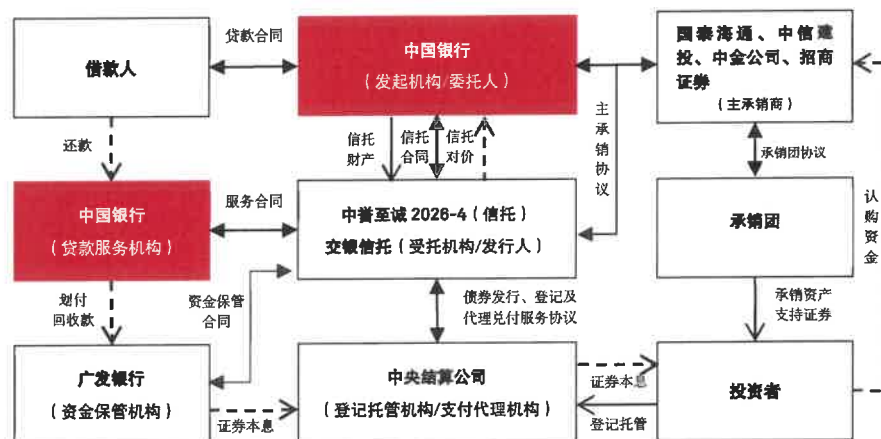 贷款合同
借款人
中国银行
（发起机构/委托人）
国泰海通、中信建
投、中金公司、招商
证券
（主承销商）
还款
信托
财产
信托
合同
信托
对价
主承销协议
承销团协议
认购资金
中国银行
（贷款服务机构）
服务合同
中誉至诚 2026-4（信托）
交银信托（受托机构/发行人）
承销团
划付
回收款
资金保管
合同
债券发行、登记及
代理兑付服务协议
承销资产
支持证券
广发银行
（资金保管机构）
证券本息
中央结算公司
（登记托管机构/支付代理机构）
证券本息
登记托管
投资者